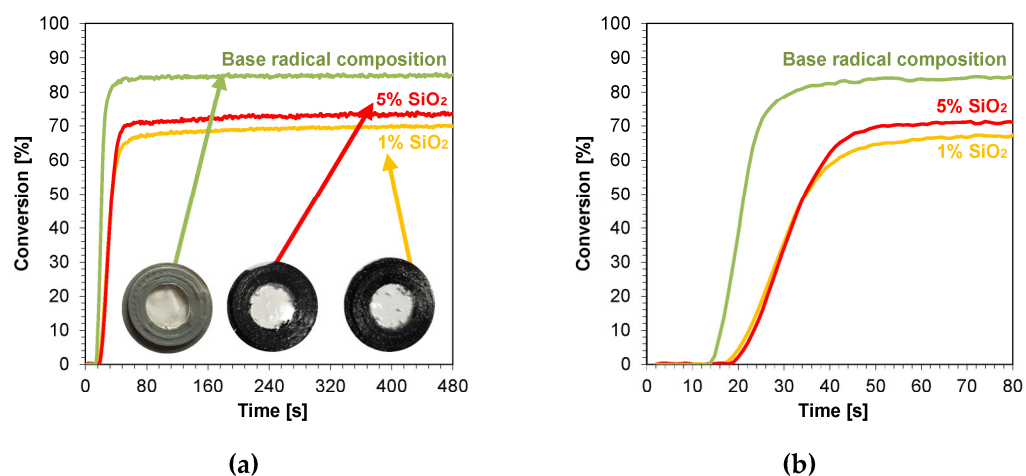 100
90
80
70
60
50
40
30
20
10
0
Conversion [%]
Base radical composition
5% SiO₂
1% SiO₂
0 80 160 240 320 400 480
Time [s]
(a)
100
90
80
70
60
50
40
30
20
10
0
Conversion [%]
Base radical composition
5% SiO₂
1% SiO₂
0 10 20 30 40 50 60 70 80
Time [s]
(b)